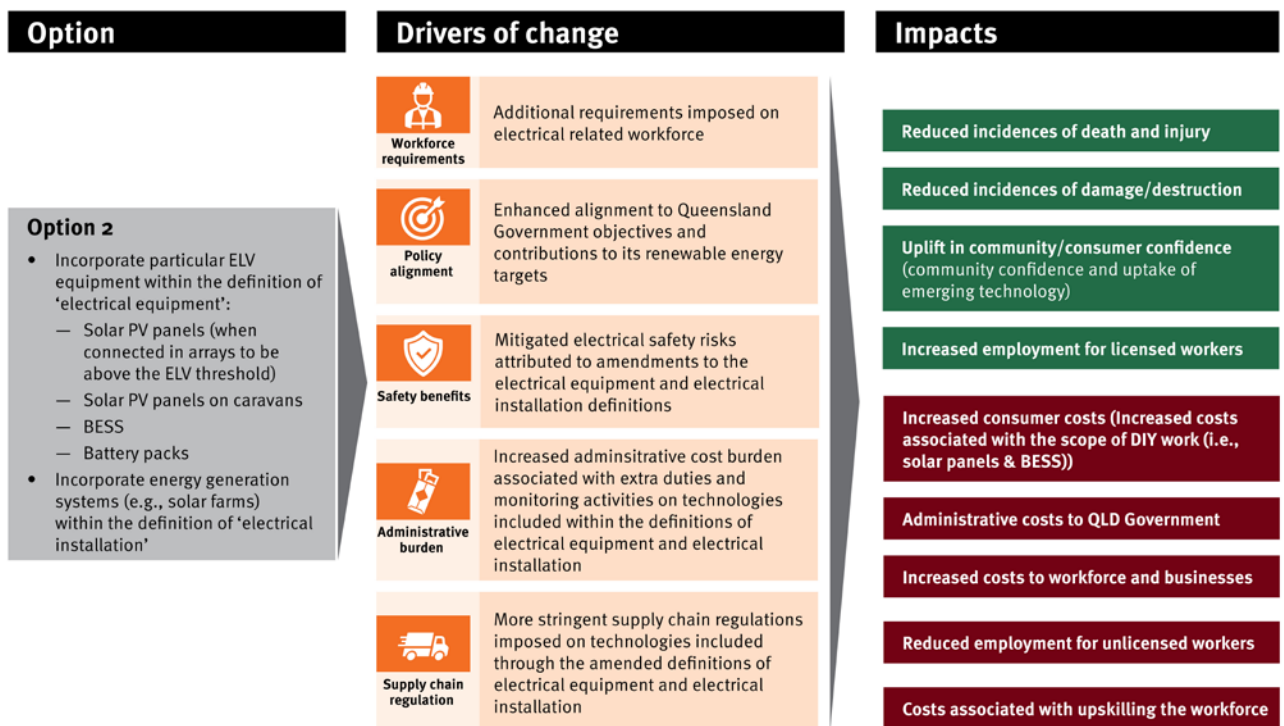 Option
Drivers of change
Impacts
Option 2
• Incorporate particular ELV
equipment within the definition of
‘electrical equipment’:
— Solar PV panels (when
connected in arrays to be
above the ELV threshold)
— Solar PV panels on caravans
— BESS
— Battery packs
• Incorporate energy generation
systems (e.g., solar farms)
within the definition of ‘electrical
installation’
Workforce
requirements
Additional requirements imposed on
electrical related workforce
Policy
alignment
Enhanced alignment to Queensland
Government objectives and
contributions to its renewable energy
targets
Safety benefits
Mitigated electrical safety risks
attributed to amendments to the
electrical equipment and electrical
installation definitions
Administrative
burden
Increased adminsitrative cost burden
associated with extra duties and
monitoring activities on technologies
included within the definitions of
electrical equipment and electrical
installation
Supply chain
regulation
More stringent supply chain regulations
imposed on technologies included
through the amended definitions of
electrical equipment and electrical
installation
Reduced incidences of death and injury
Reduced incidences of damage/destruction
Uplift in community/consumer confidence
(community confidence and uptake of
emerging technology)
Increased employment for licensed workers
Increased consumer costs (Increased costs
associated with the scope of DIY work (i.e.,
solar panels & BESS))
Administrative costs to QLD Government
Increased costs to workforce and businesses
Reduced employment for unlicensed workers
Costs associated with upskilling the workforce